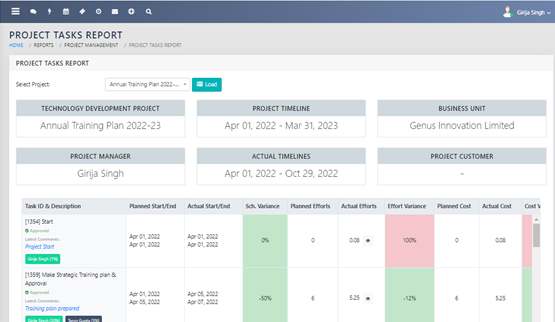 Girija Singh
PROJECT TASKS REPORT
HOME / REPORTS / PROJECT MANAGEMENT / PROJECT TASKS REPORT
PROJECT TASKS REPORT
Select Project: Annual Training Plan 2022-... Load
TECHNOLOGY DEVELOPMENT PROJECT PROJECT TIMELINE BUSINESS UNIT
Annual Training Plan 2022-23 Apr 01, 2022 - Mar 31, 2023 Genus Innovation Limited
PROJECT MANAGER ACTUAL TIMELINES PROJECT CUSTOMER
Girija Singh Apr 01, 2022 - Oct 29, 2022 -
Task ID & Description Planned Start/End Actual Start/End Sch. Variance Planned Efforts Actual Efforts Effort Variance Planned Cost Actual Cost Cost V
[1354] Start
Approved
Latest Comments:
Project Start
Apr 01, 2022 Apr 01, 2022 0% 0 0.08 100% 0 0.08
Apr 01, 2022 Apr 01, 2022
[1359] Make Strategic Training plan &
Approval
Approved
Latest Comments:
Training plan prepared
Apr 01, 2022 Apr 05, 2022 -50% 6 5.25 -12% 6 5.25
Apr 05, 2022 Apr 07, 2022